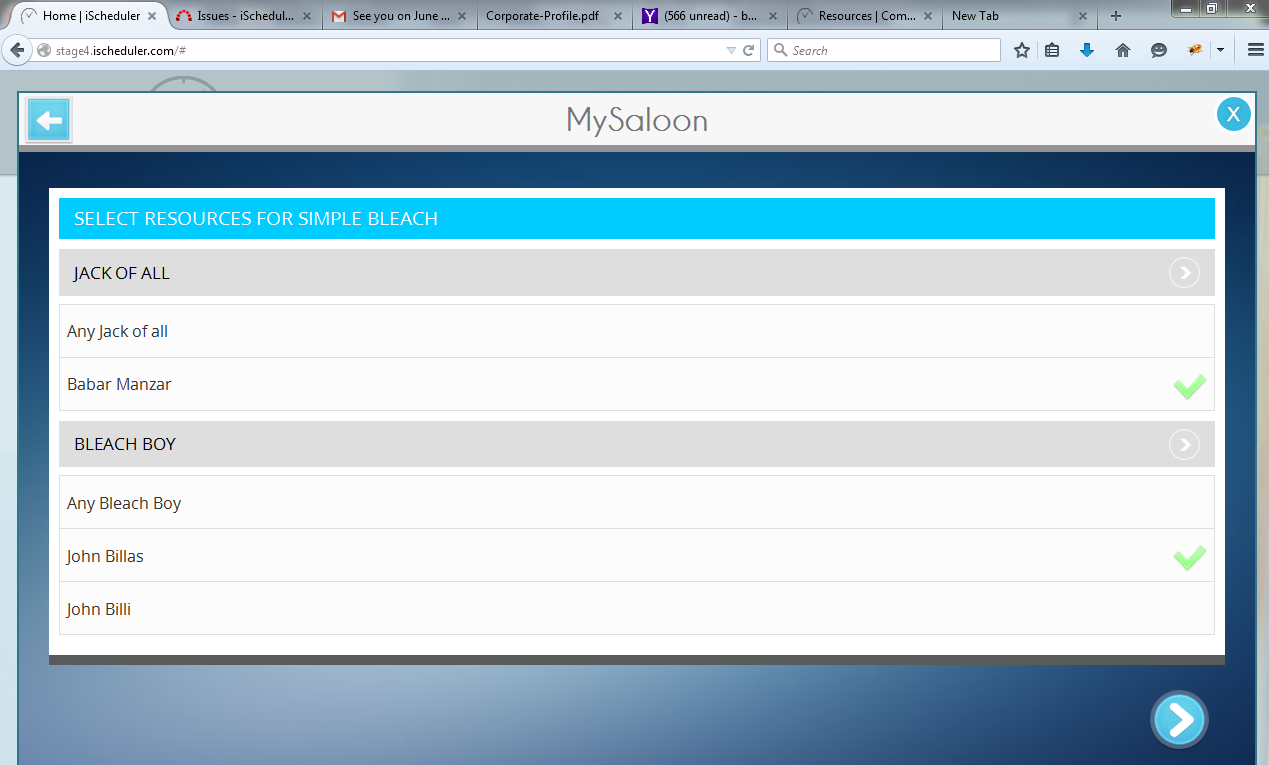 Home | iScheduler
Issues - iSchedul...
See you on June ...
Corporate-Profile.pdf
(566 unread) - b...
Resources | Com...
New Tab
stage4.ischeduler.com/#
Search
MySaloon
X
SELECT RESOURCES FOR SIMPLE BLEACH
JACK OF ALL
Any Jack of all
Babar Manzar
BLEACH BOY
Any Bleach Boy
John Billas
John Billi